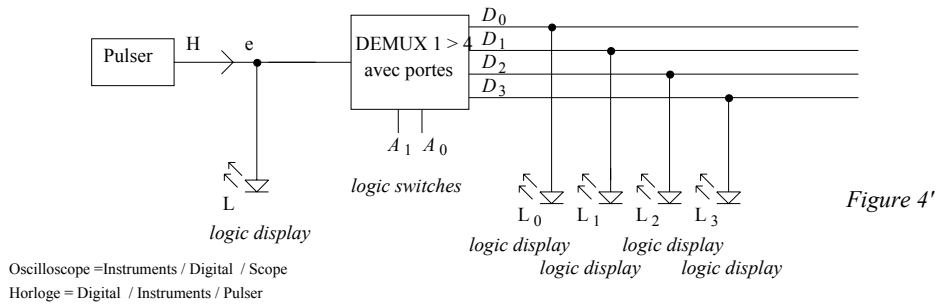 D0
H e
DEMUX 1 > 4
D1
Pulser
avec portes
D2
D3
A1 A0
logic switches
L
L0 L1 L2 L3
Figure 4'
logic display
logic display logic display
logic display logic display
Oscilloscope =Instruments / Digital / Scope
Horloge = Digital / Instruments / Pulser